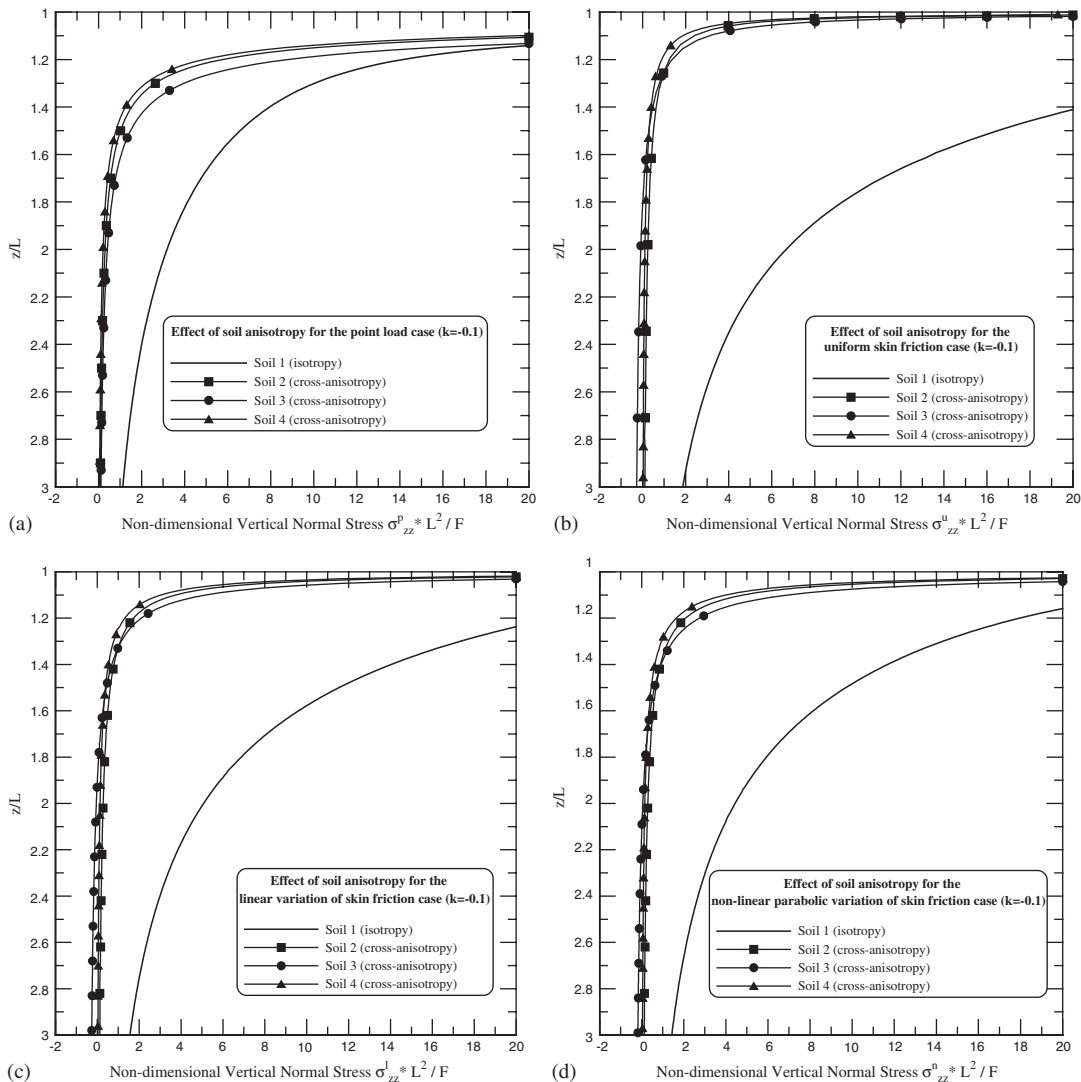 1
1.2
1.4
1.6
1.8
2
2.2
2.4
2.6
2.8
3
z/L
-2 0 2 4 6 8 10 12 14 16 18 20
Effect of soil anisotropy for the point load case (k=-0.1)
Soil 1 (isotropy)
Soil 2 (cross-anisotropy)
Soil 3 (cross-anisotropy)
Soil 4 (cross-anisotropy)
(a) Non-dimensional Vertical Normal Stress σ^p_zz* L^2 / F
1
1.2
1.4
1.6
1.8
2
2.2
2.4
2.6
2.8
3
z/L
-2 0 2 4 6 8 10 12 14 16 18 20
Effect of soil anisotropy for the
uniform skin friction case (k=-0.1)
Soil 1 (isotropy)
Soil 2 (cross-anisotropy)
Soil 3 (cross-anisotropy)
Soil 4 (cross-anisotropy)
(b) Non-dimensional Vertical Normal Stress σ^u_zz* L^2 / F
1
1.2
1.4
1.6
1.8
2
2.2
2.4
2.6
2.8
3
z/L
-2 0 2 4 6 8 10 12 14 16 18 20
Effect of soil anisotropy for the
linear variation of skin friction case (k=-0.1)
Soil 1 (isotropy)
Soil 2 (cross-anisotropy)
Soil 3 (cross-anisotropy)
Soil 4 (cross-anisotropy)
(c) Non-dimensional Vertical Normal Stress σ^l_zz* L^2 / F
1
1.2
1.4
1.6
1.8
2
2.2
2.4
2.6
2.8
3
z/L
-2 0 2 4 6 8 10 12 14 16 18 20
Effect of soil anisotropy for the
non-linear parabolic variation of skin friction case (k=-0.1)
Soil 1 (isotropy)
Soil 2 (cross-anisotropy)
Soil 3 (cross-anisotropy)
Soil 4 (cross-anisotropy)
(d) Non-dimensional Vertical Normal Stress σ^n_zz* L^2 / F